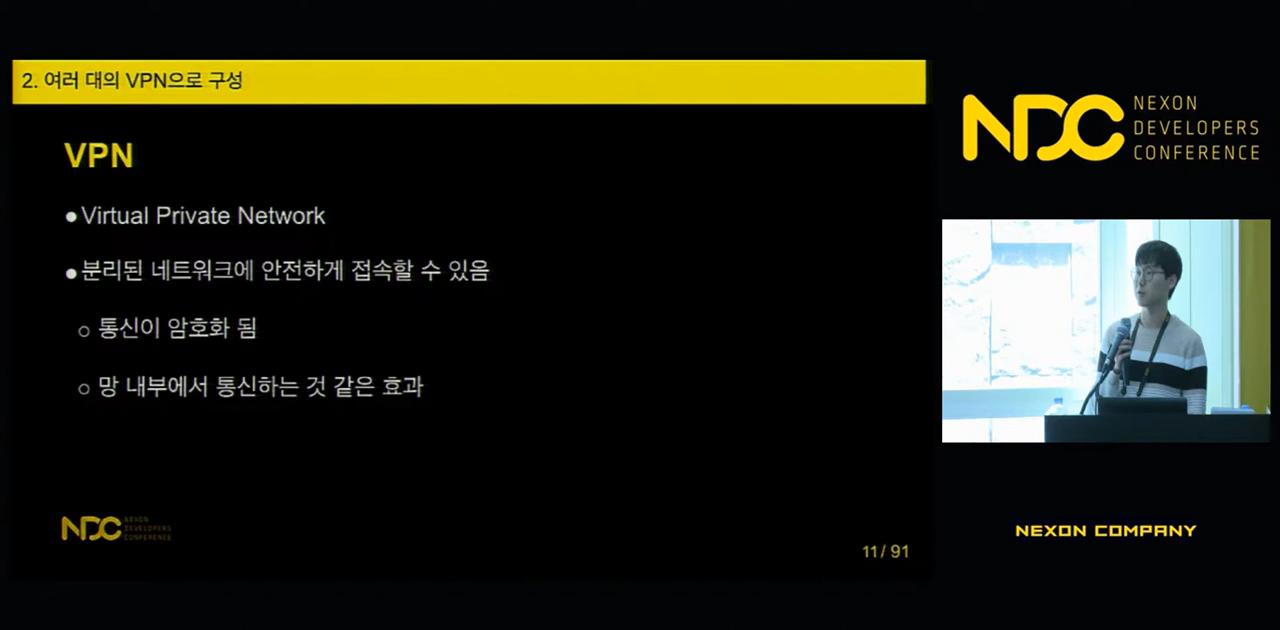 2. 여러 대의 VPN으로 구성
VPN
●Virtual Private Network
●분리된 네트워크에 안전하게 접속할 수 있음
○ 통신이 암호화 됨
○ 망 내부에서 통신하는 것 같은 효과
NDC
NEXON
DEVELOPERS
CONFERENCE
11 / 91
NDC
NEXON
DEVELOPERS
CONFERENCE
NEXON COMPANY